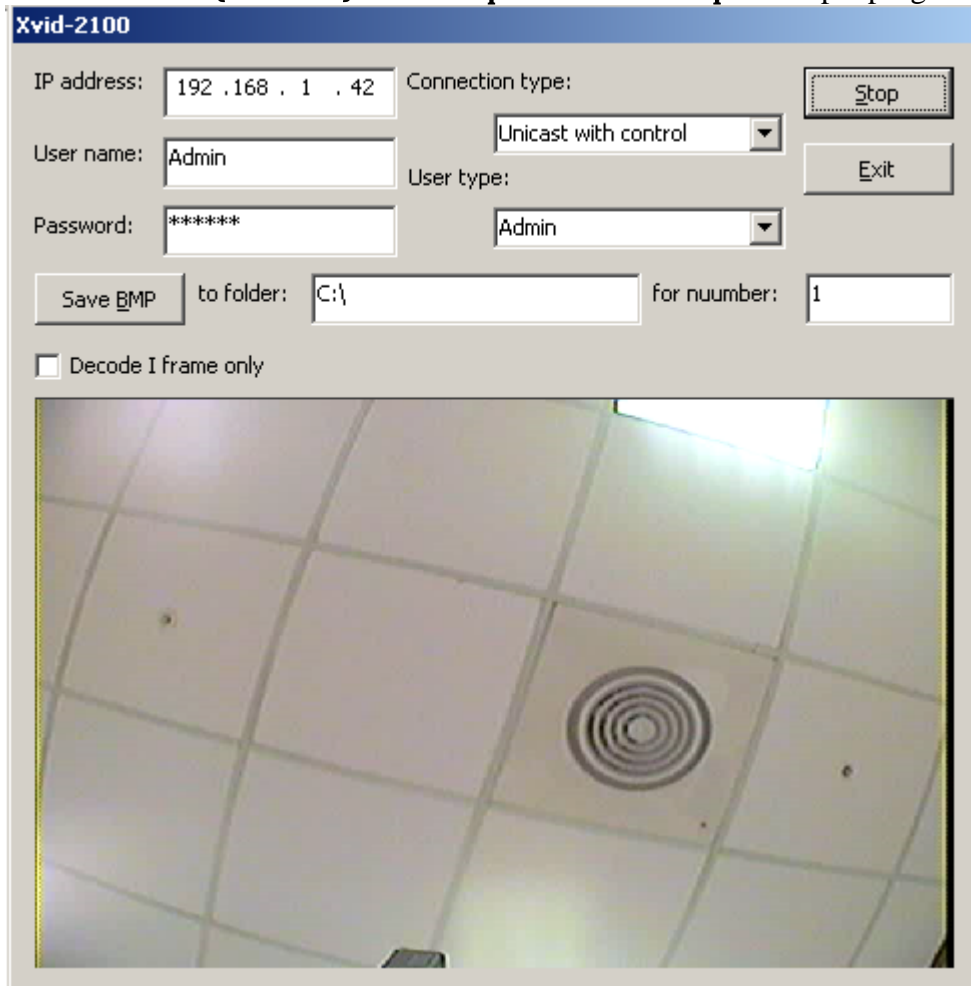 Xvid-2100
IP address: 192 .168 . 1 . 42 Connection type: Stop
Unicast with control
User name: Admin Exit
User type:
Password: ****** Admin
Save BMP to folder: C:\ for nuumber: 1
Decode I frame only